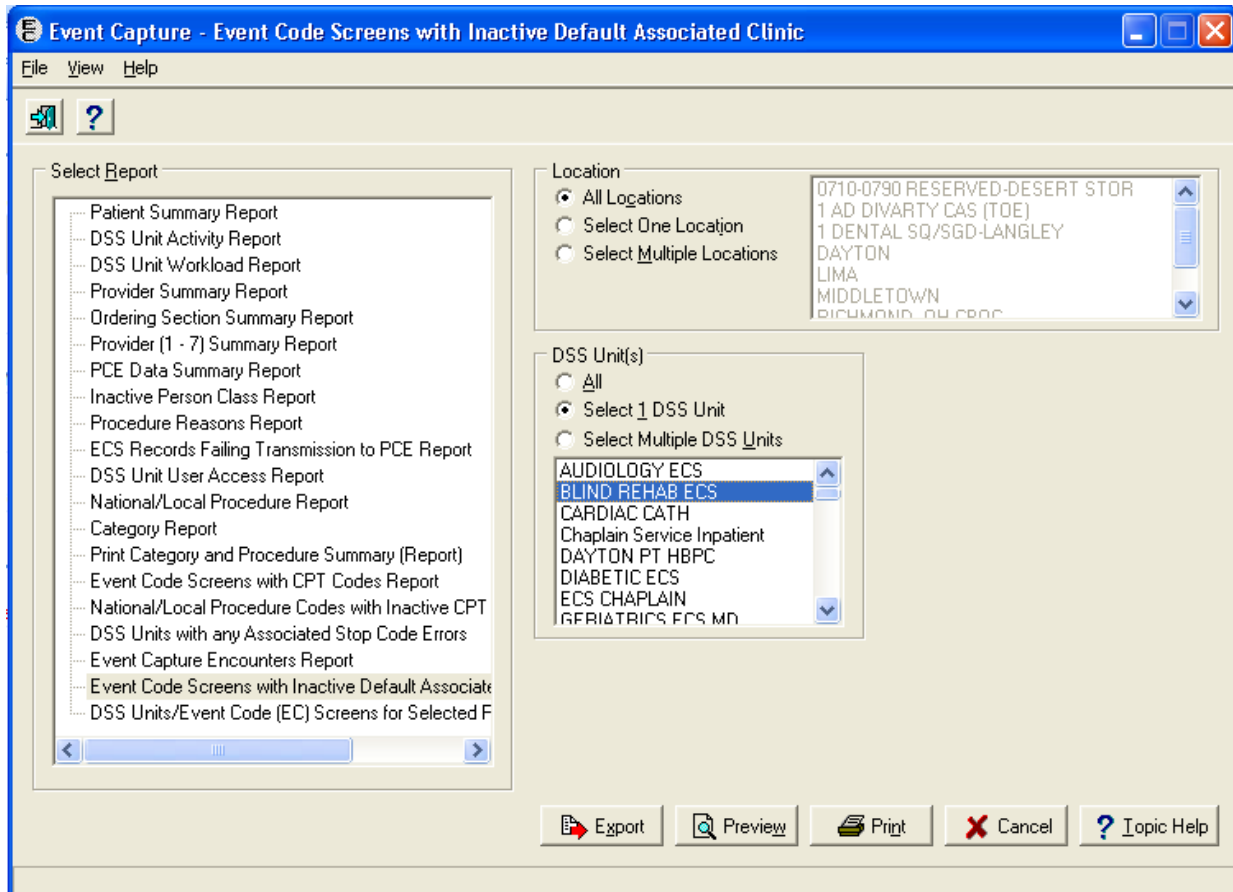 Event Capture - Event Code Screens with Inactive Default Associated Clinic
File View Help
Select Report
Patient Summary Report
DSS Unit Activity Report
DSS Unit Workload Report
Provider Summary Report
Ordering Section Summary Report
Provider (1 - 7) Summary Report
PCE Data Summary Report
Inactive Person Class Report
Procedure Reasons Report
ECS Records Failing Transmission to PCE Report
DSS Unit User Access Report
National/Local Procedure Report
Category Report
Print Category and Procedure Summary (Report)
Event Code Screens with CPT Codes Report
National/Local Procedure Codes with Inactive CPT
DSS Units with any Associated Stop Code Errors
Event Capture Encounters Report
Event Code Screens with Inactive Default Associate
DSS Units/Event Code (EC) Screens for Selected F
Location
All Locations
Select One Location
Select Multiple Locations
0710-0790 RESERVED-DESERT STOR
1 AD DIVARTY CAS (TOE)
1 DENTAL SQ/SGD-LANGLEY
DAYTON
LIMA
MIDDLETOWN
RICHMOND, OH CBOC
DSS Unit(s)
All
Select 1 DSS Unit
Select Multiple DSS Units
AUDIOLOGY ECS
BLIND REHAB ECS
CARDIAC CATH
Chaplain Service Inpatient
DAYTON PT HBPC
DIABETIC ECS
ECS CHAPLAIN
GERIATRICS ECS MD
Export Preview Print Cancel ? Topic Help